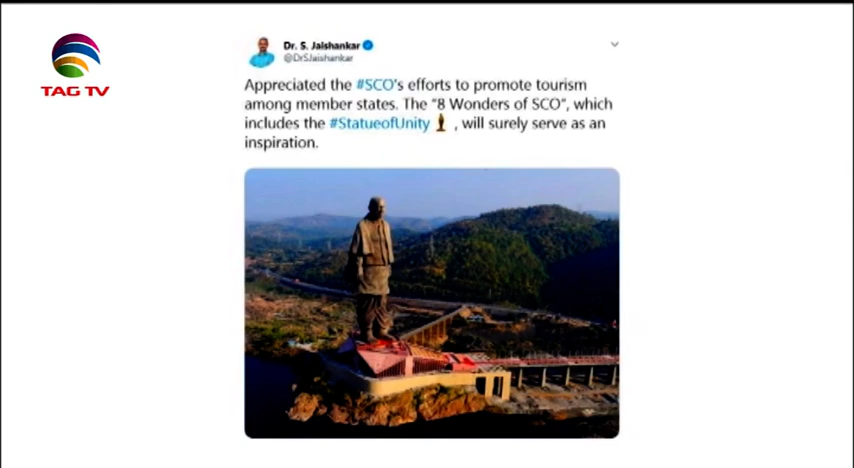 TAG TV
Dr. S. Jaishankar
@DrSJaishankar
Appreciated the #SCO's efforts to promote tourism
among member states. The "8 Wonders of SCO", which
includes the #StatueofUnity , will surely serve as an
inspiration.